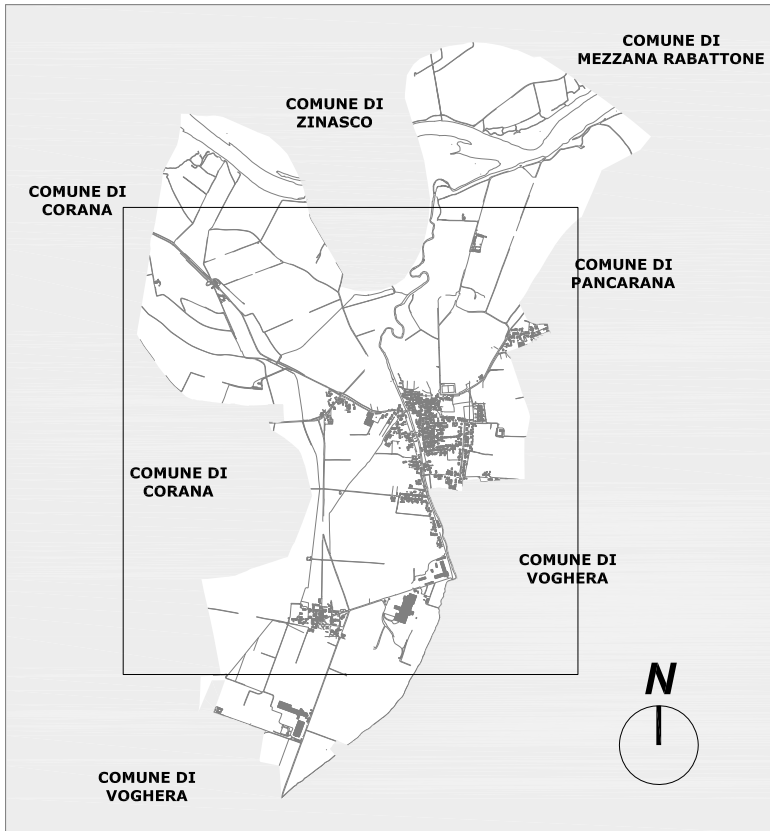 COMUNE DI
MEZZANA RABATTONE
COMUNE DI
ZINASCO
COMUNE DI
CORANA
COMUNE DI
PANCARANA
COMUNE DI
CORANA
COMUNE DI
VOGHERA
N
COMUNE DI
VOGHERA